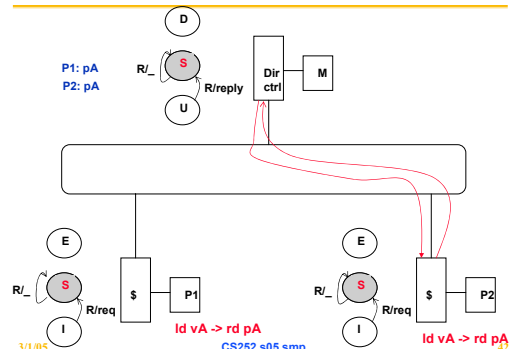 D
P1: pA
P2: pA
R/_
S
Dir
ctrl
M
R/reply
U
E
E
R/_
S
$
P1
R/_
S
$
P2
R/req
R/req
I
ld vA -> rd pA
I
ld vA -> rd pA
3/1/05
CS252 s05 smp